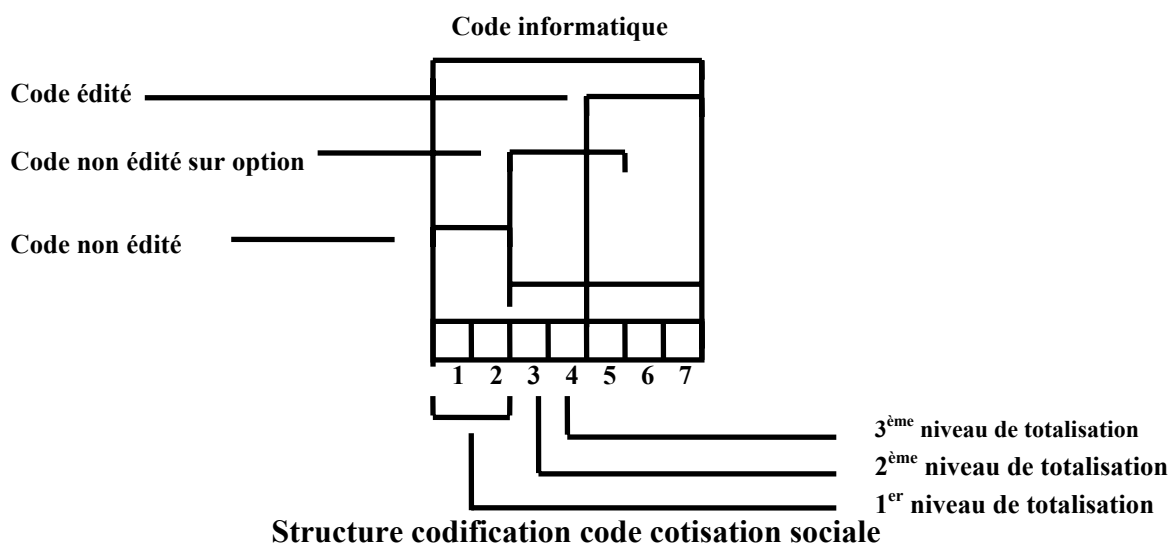 Code informatique
Code édité
Code non édité sur option
Code non édité
1 2 3 4 5 6 7
3ème niveau de totalisation
2ème niveau de totalisation
1er niveau de totalisation
Structure codification code cotisation sociale